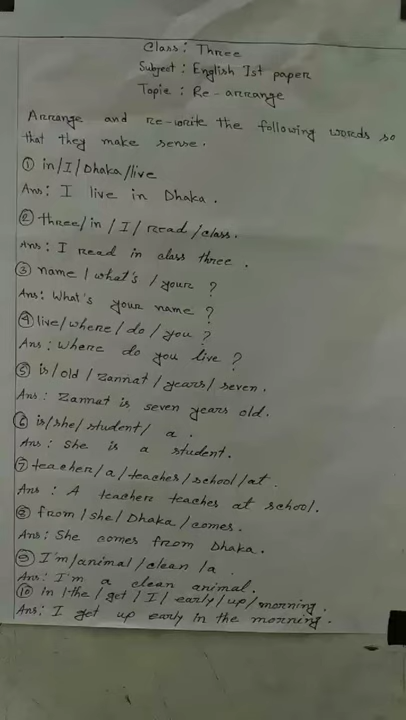 Class: Three
Subject: English 1st paper
Topic: Re-arrange
Arrange and re-write the following words so
that they make sense.
① in/I/Dhaka/live
Ans: I live in Dhaka.
② three/in/I/read/class.
Ans: I read in class three.
③ name/what's/your?
Ans: What's your name?
④ live/where/do/you?
Ans: Where do you live?
⑤ is/old/Zannat/years/seven.
Ans: Zannat is seven years old.
⑥ is/she/student/a.
Ans: She is a student.
⑦ teacher/a/teaches/school/at.
Ans: A teacher teaches at school.
⑧ from/she/Dhaka/comes.
Ans: She comes from Dhaka.
⑨ I'm/animal/clean/a.
Ans: I'm a clean animal.
⑩ In/the/get/I/early/up/morning.
Ans: I get up early In the morning.